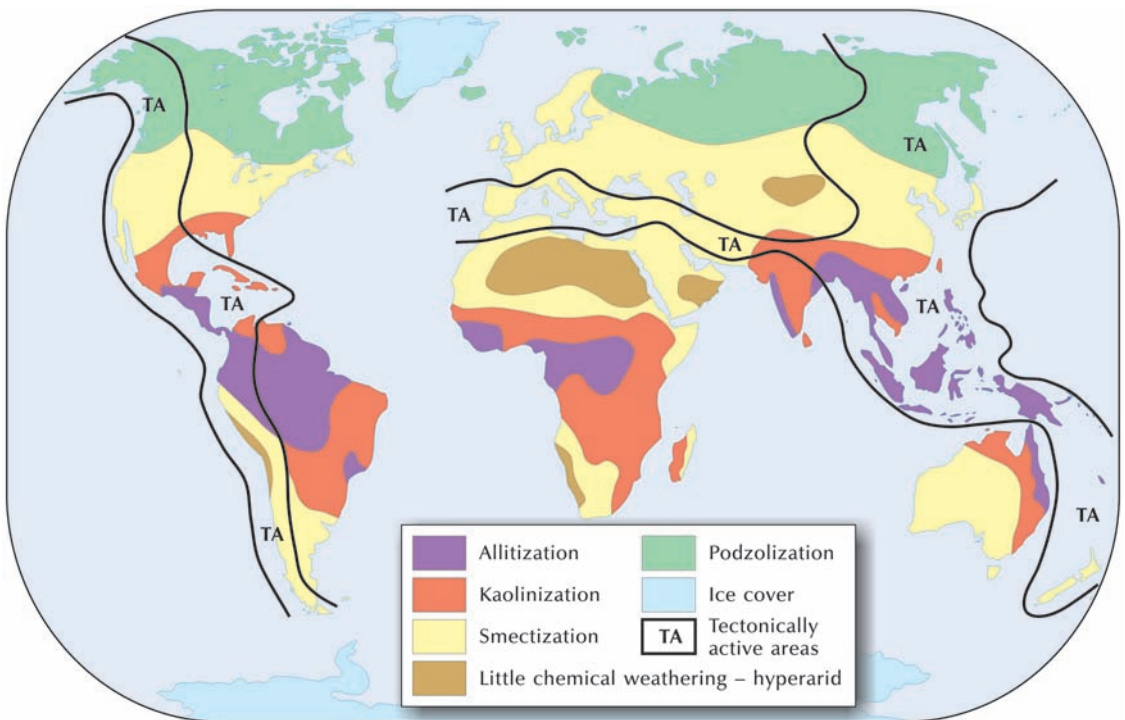 TA
TA
TA
TA
TA
TA
TA
TA
Allitization
Kaolinization
Smectization
Little chemical weathering – hyperarid
Podzolization
Ice cover
TA Tectonically
active areas